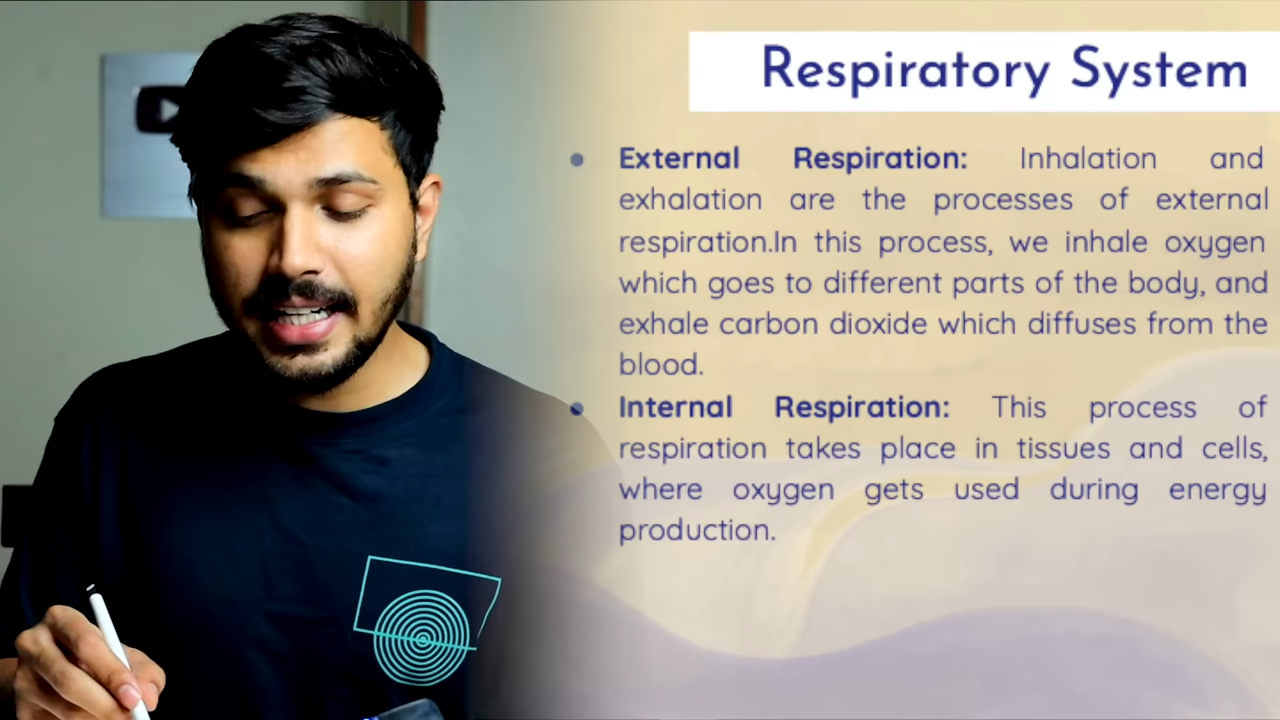 Respiratory System
• External Respiration: Inhalation and
exhalation are the processes of external
respiration.In this process, we inhale oxygen
which goes to different parts of the body, and
exhale carbon dioxide which diffuses from the
blood.
• Internal Respiration: This process of
respiration takes place in tissues and cells,
where oxygen gets used during energy
production.